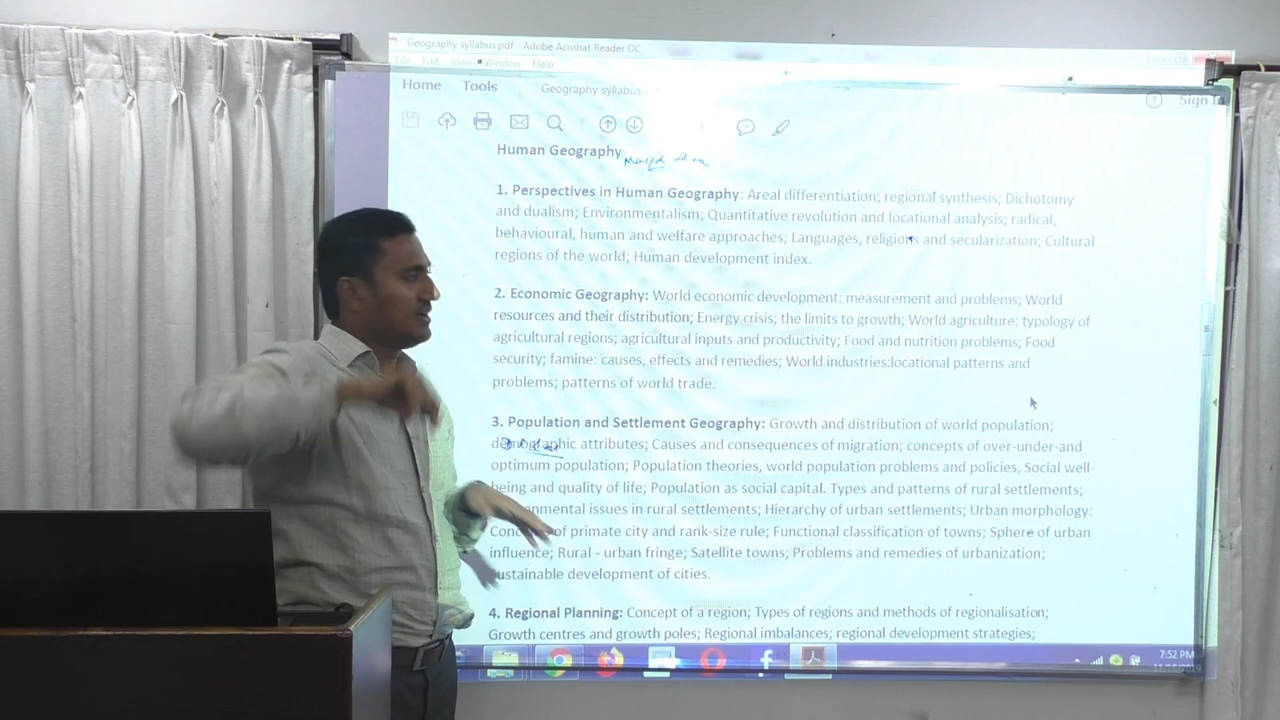 Geography syllabus.pdf - Adobe Acrobat Reader DC
File Edit View Window Help
Home Tools Geography syllabus... Sign In
Human Geography
1. Perspectives in Human Geography: Areal differentiation; regional synthesis; Dichotomy
and dualism; Environmentalism; Quantitative revolution and locational analysis; radical,
behavioural, human and welfare approaches; Languages, religions and secularization; Cultural
regions of the world; Human development index.
2. Economic Geography: World economic development: measurement and problems; World
resources and their distribution; Energy crisis; the limits to growth; World agriculture: typology of
agricultural regions; agricultural inputs and productivity; Food and nutrition problems; Food
security; famine: causes, effects and remedies; World industries:locational patterns and
problems; patterns of world trade.
3. Population and Settlement Geography: Growth and distribution of world population;
demographic attributes; Causes and consequences of migration; concepts of over-under-and
optimum population; Population theories, world population problems and policies, Social well-
being and quality of life; Population as social capital. Types and patterns of rural settlements;
issues in rural settlements; Hierarchy of urban settlements; Urban morphology:
of primate city and rank-size rule; Functional classification of towns; Sphere of urban
influence; Rural - urban fringe; Satellite towns; Problems and remedies of urbanization;
sustainable development of cities.
4. Regional Planning: Concept of a region; Types of regions and methods of regionalisation;
Growth centres and growth poles; Regional imbalances; regional development strategies;
7:52 PM